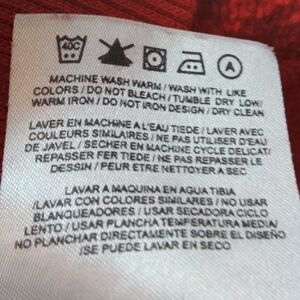 40C
A
MACHINE WASH WARM / WASH WITH LIKE
COLORS / DO NOT BLEACH / TUMBLE DRY LOW/
WARM IRON / DO NOT IRON DESIGN / DRY CLEAN
LAVER EN MACHINE A L'EAU TIEDE / LAVER AVEC
COULEURS SIMILAIRES / NE PAS UTILISER D'EAU
DE JAVEL / SECHER EN MACHINE CYCLE DELICAT/
REPASSER FER TIEDE / NE PAS REPASSER LE
DESSIN / PEUR ETRE NETTOYER A SEC
LAVAR A MAQUINA EN AGUA TIBIA
/LAVAR CON COLORES SIMILARES / NO USAR
BLANQUEADORES / USAR SECADORA CICLO
LENTO / USAR PLANCHA TEMPERATURA MEDIA/
NO PLANCHAR DIRECTAMENTE SOBRE EL DISEÑO
/SE PUEDE LAVAR EN SECO